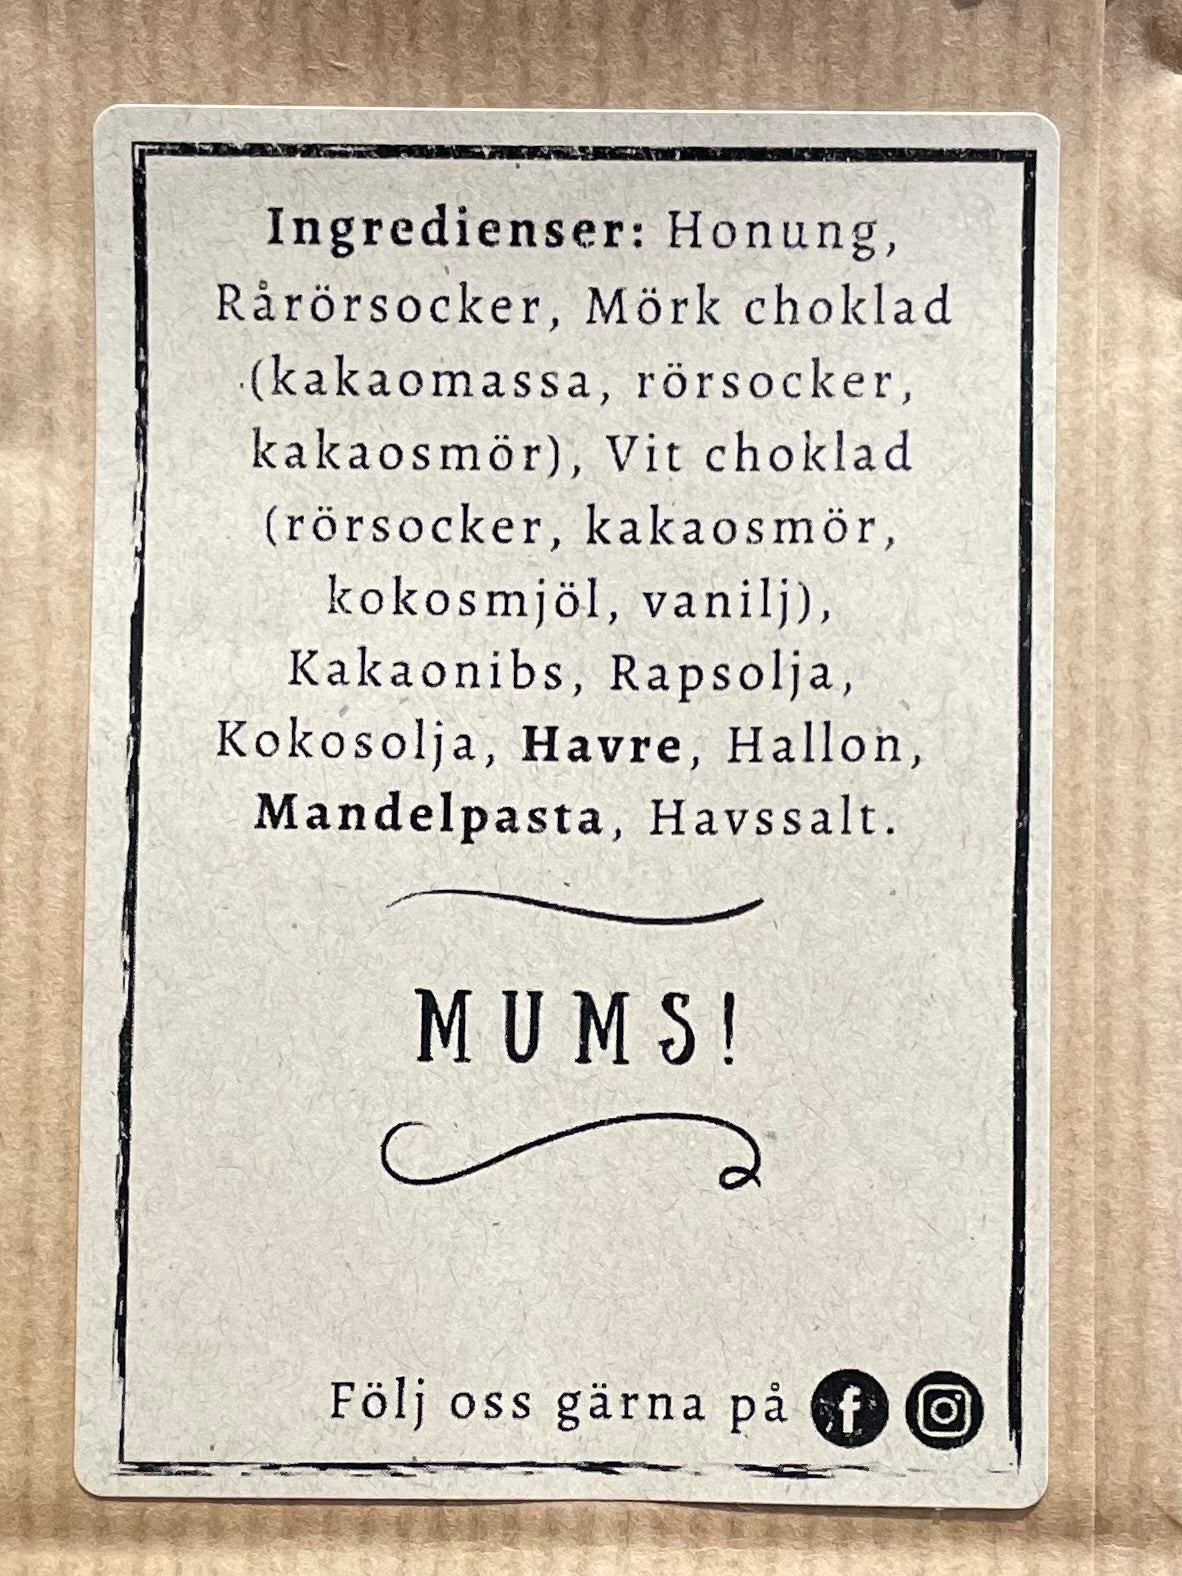 Ingredienser: Honung,
Rårörsocker, Mörk choklad
(kakaomassa, rörsocker,
kakaosmör), Vit choklad
(rörsocker, kakaosmör,
kokosmjöl, vanilj),
Kakaonibs, Rapsolja,
Kokosolja, Havre, Hallon,
Mandelpasta, Havssalt.
MUMS!
Följ oss gärna på